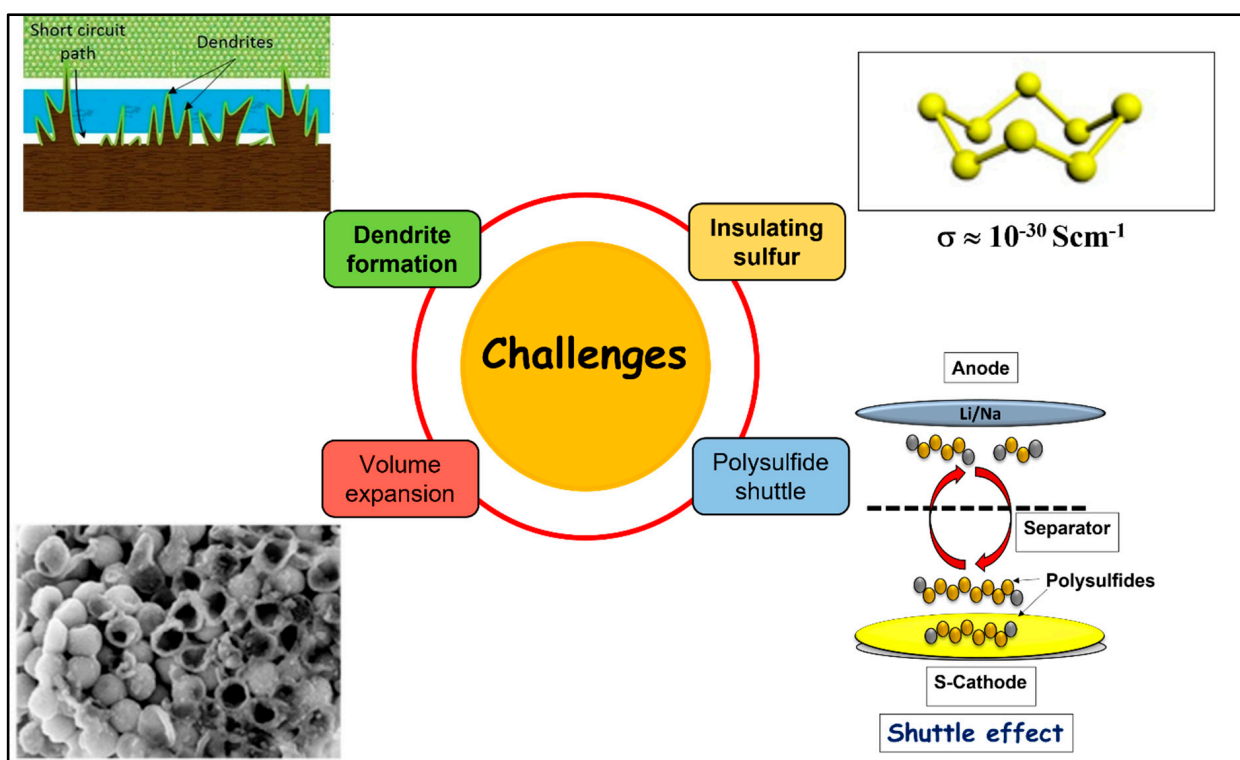 Short circuit
path
Dendrites
Dendrite
formation
Insulating
sulfur
σ ≈ 10⁻³⁰ Scm⁻¹
Challenges
Volume
expansion
Polysulfide
shuttle
Anode
Li/Na
Separator
Polysulfides
S-Cathode
Shuttle effect